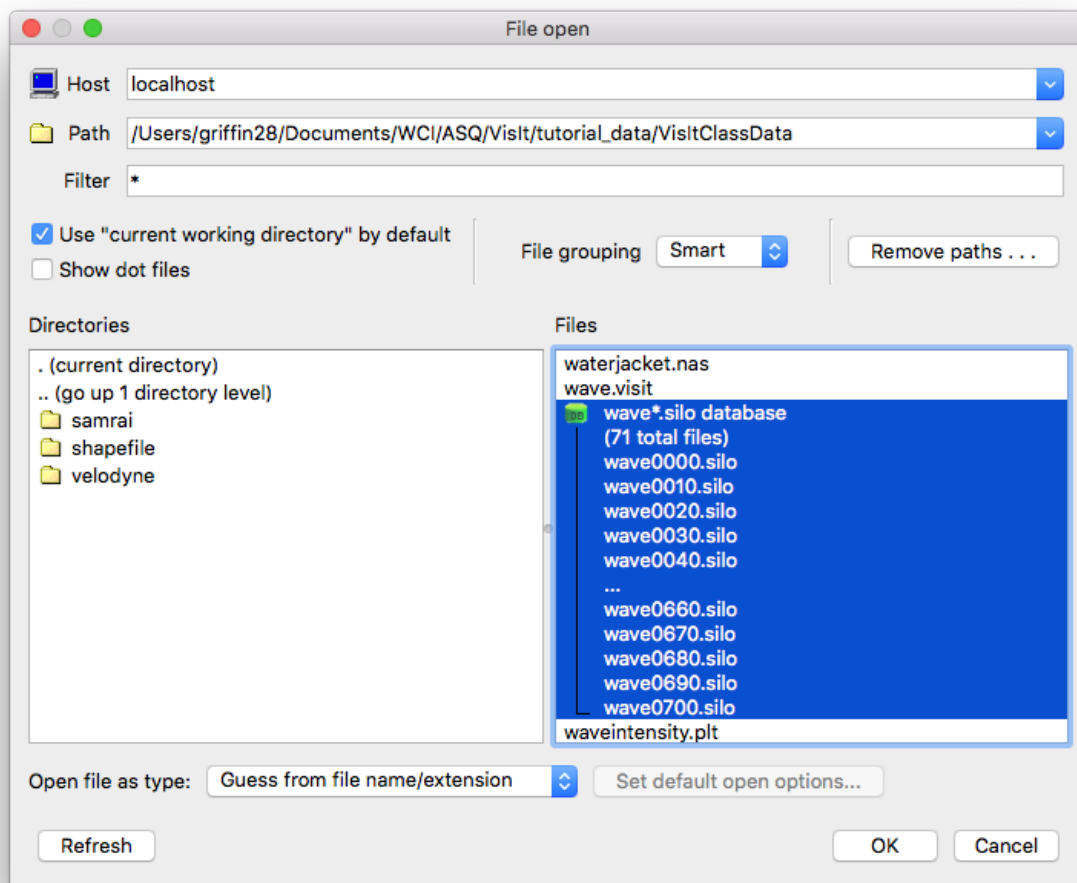 File open
Host localhost
Path /Users/griffin28/Documents/WCI/ASQ/VisIt/tutorial_data/VisItClassData
Filter *
Use "current working directory" by default
Show dot files
File grouping Smart
Remove paths . . .
Directories
. (current directory)
.. (go up 1 directory level)
samrai
shapefile
velodyne
Files
waterjacket.nas
wave.visit
DB wave*.silo database
(71 total files)
wave0000.silo
wave0010.silo
wave0020.silo
wave0030.silo
wave0040.silo
...
wave0660.silo
wave0670.silo
wave0680.silo
wave0690.silo
wave0700.silo
waveintensity.plt
Open file as type: Guess from file name/extension
Set default open options...
Refresh
OK
Cancel